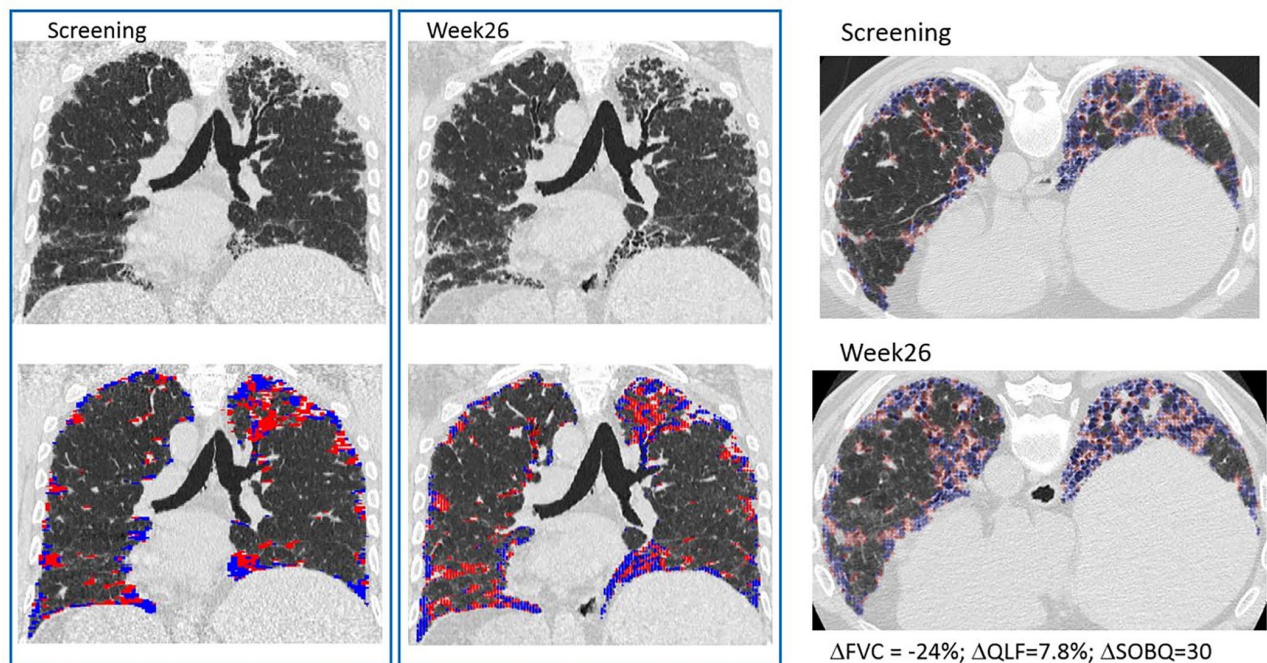 Screening
Week26
Screening
Week26
ΔFVC = -24%; ΔQLF=7.8%; ΔSOBQ=30